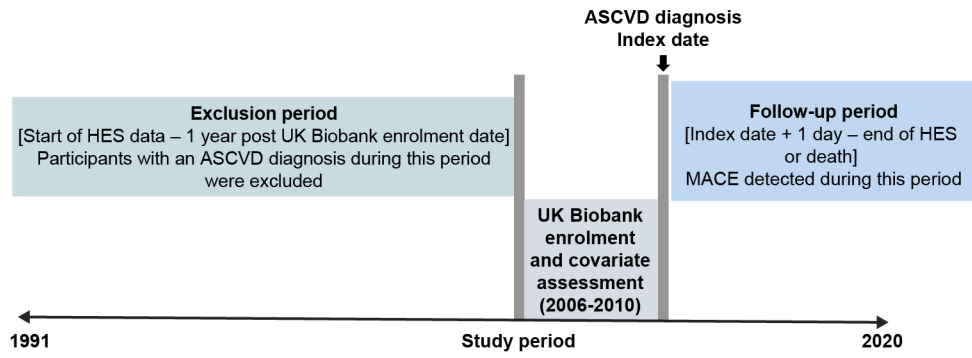 ASCVD diagnosis
Index date
Exclusion period
[Start of HES data – 1 year post UK Biobank enrolment date]
Participants with an ASCVD diagnosis during this period
were excluded
Follow-up period
[Index date + 1 day – end of HES
or death]
MACE detected during this period
UK Biobank
enrolment
and covariate
assessment
(2006-2010)
1991
Study period
2020